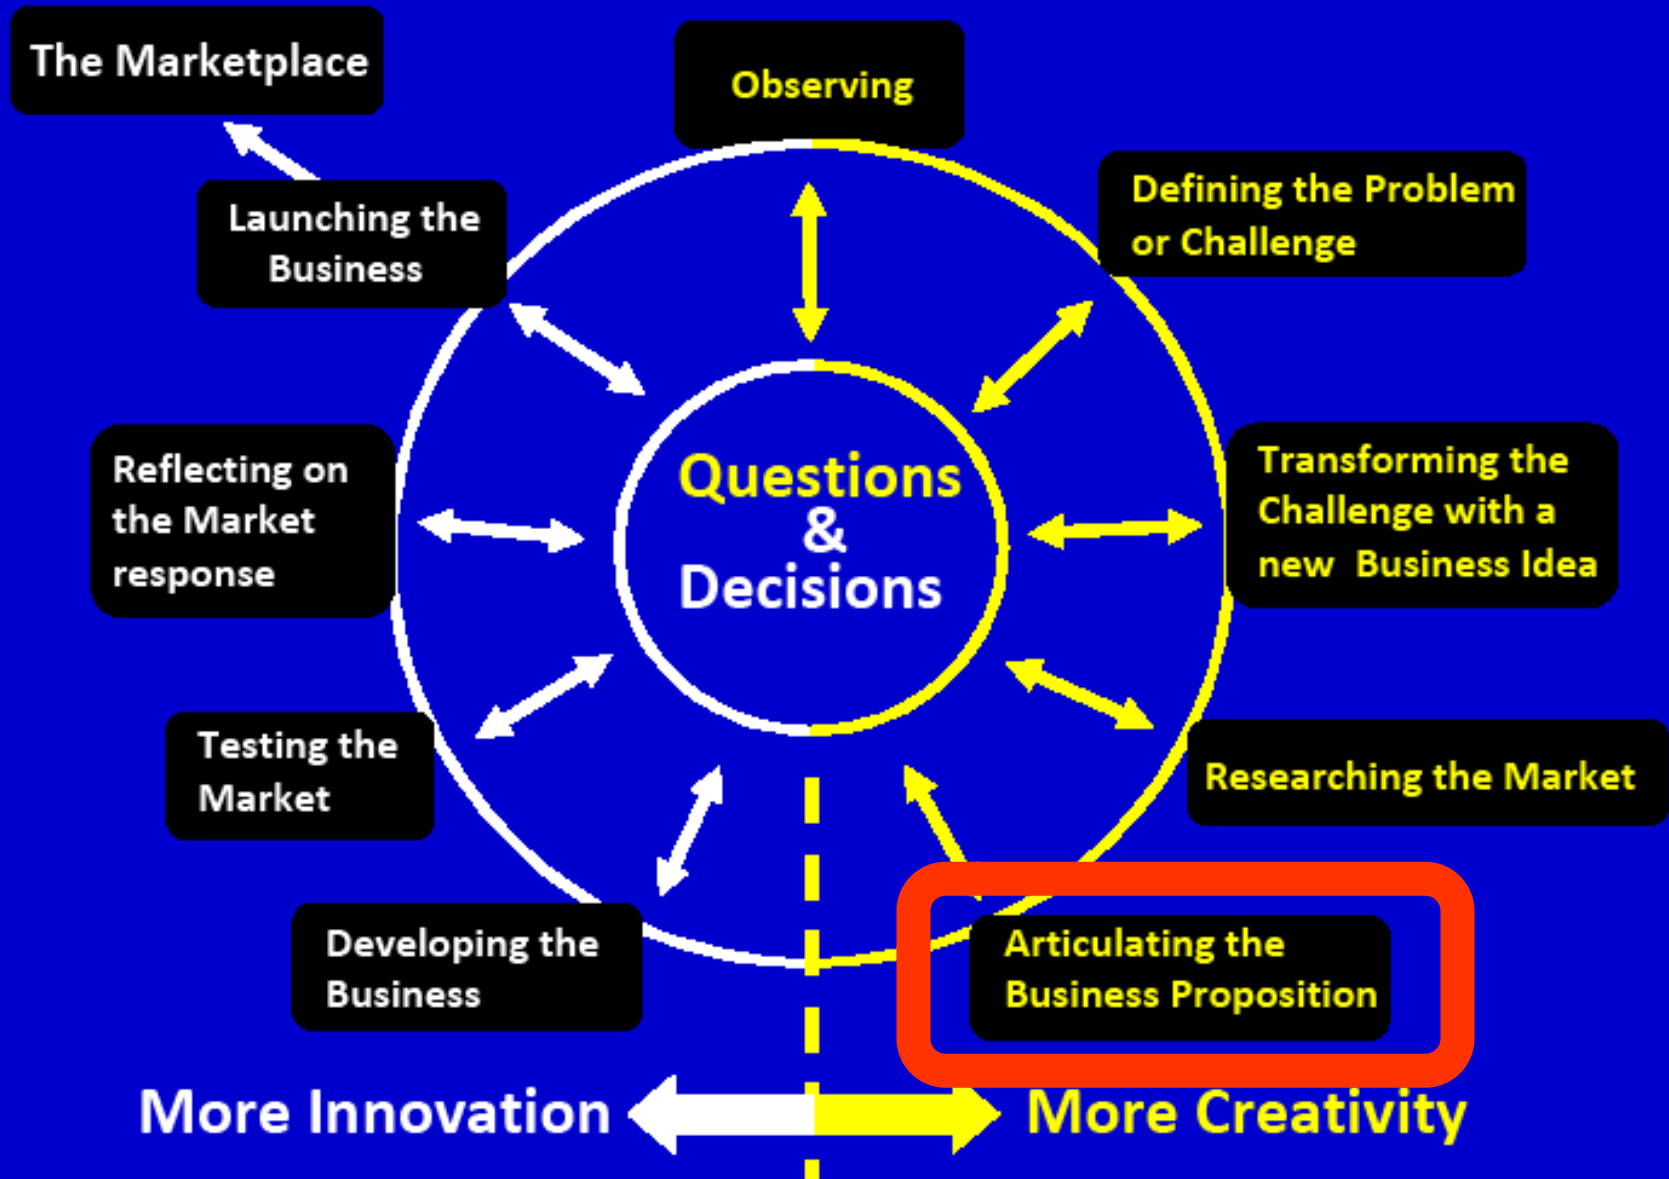 The Marketplace
Observing
Defining the Problem
or Challenge
Launching the
Business
Transforming the
Challenge with a
new  Business Idea
Reflecting on
the Market
response
Questions
&
Decisions
Researching the Market
Testing the
Market
Articulating the
Business Proposition
Developing the
Business
More Innovation
More Creativity